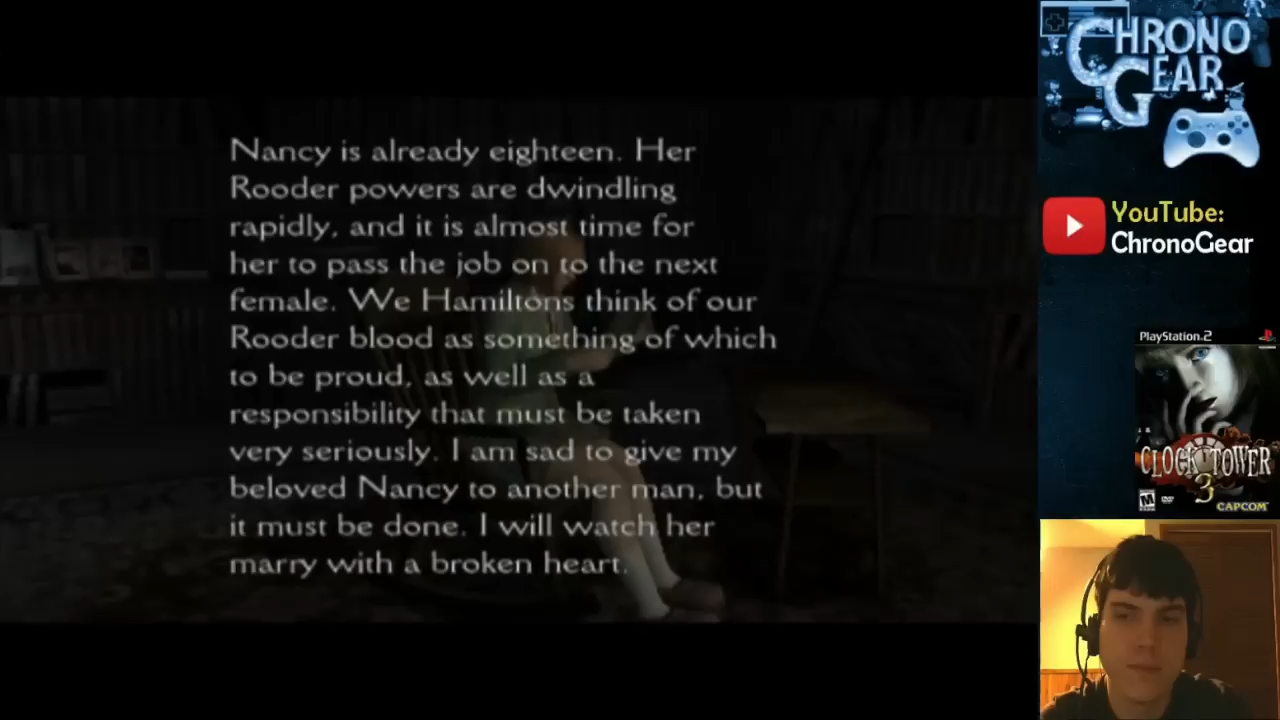 Nancy is already eighteen. Her
Rooder powers are dwindling
rapidly, and it is almost time for
her to pass the job on to the next
female. We Hamiltons think of our
Rooder blood as something of which
to be proud, as well as a
responsibility that must be taken
very seriously. I am sad to give my
beloved Nancy to another man, but
it must be done. I will watch her
marry with a broken heart.
CHRONO
GEAR
YouTube:
ChronoGear
PlayStation.2
CLOCK TOWER
3
M
CAPCOM